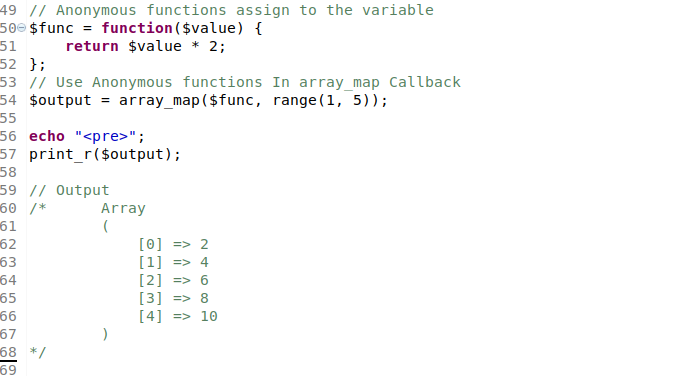 49 // Anonymous functions assign to the variable
50 $func = function($value) {
51     return $value * 2;
52 };
53 // Use Anonymous functions In array_map Callback
54 $output = array_map($func, range(1, 5));
55
56 echo "<pre>";
57 print_r($output);
58
59 // Output
60 /*      Array
61         (
62             [0] => 2
63             [1] => 4
64             [2] => 6
65             [3] => 8
66             [4] => 10
67         )
68 */
69